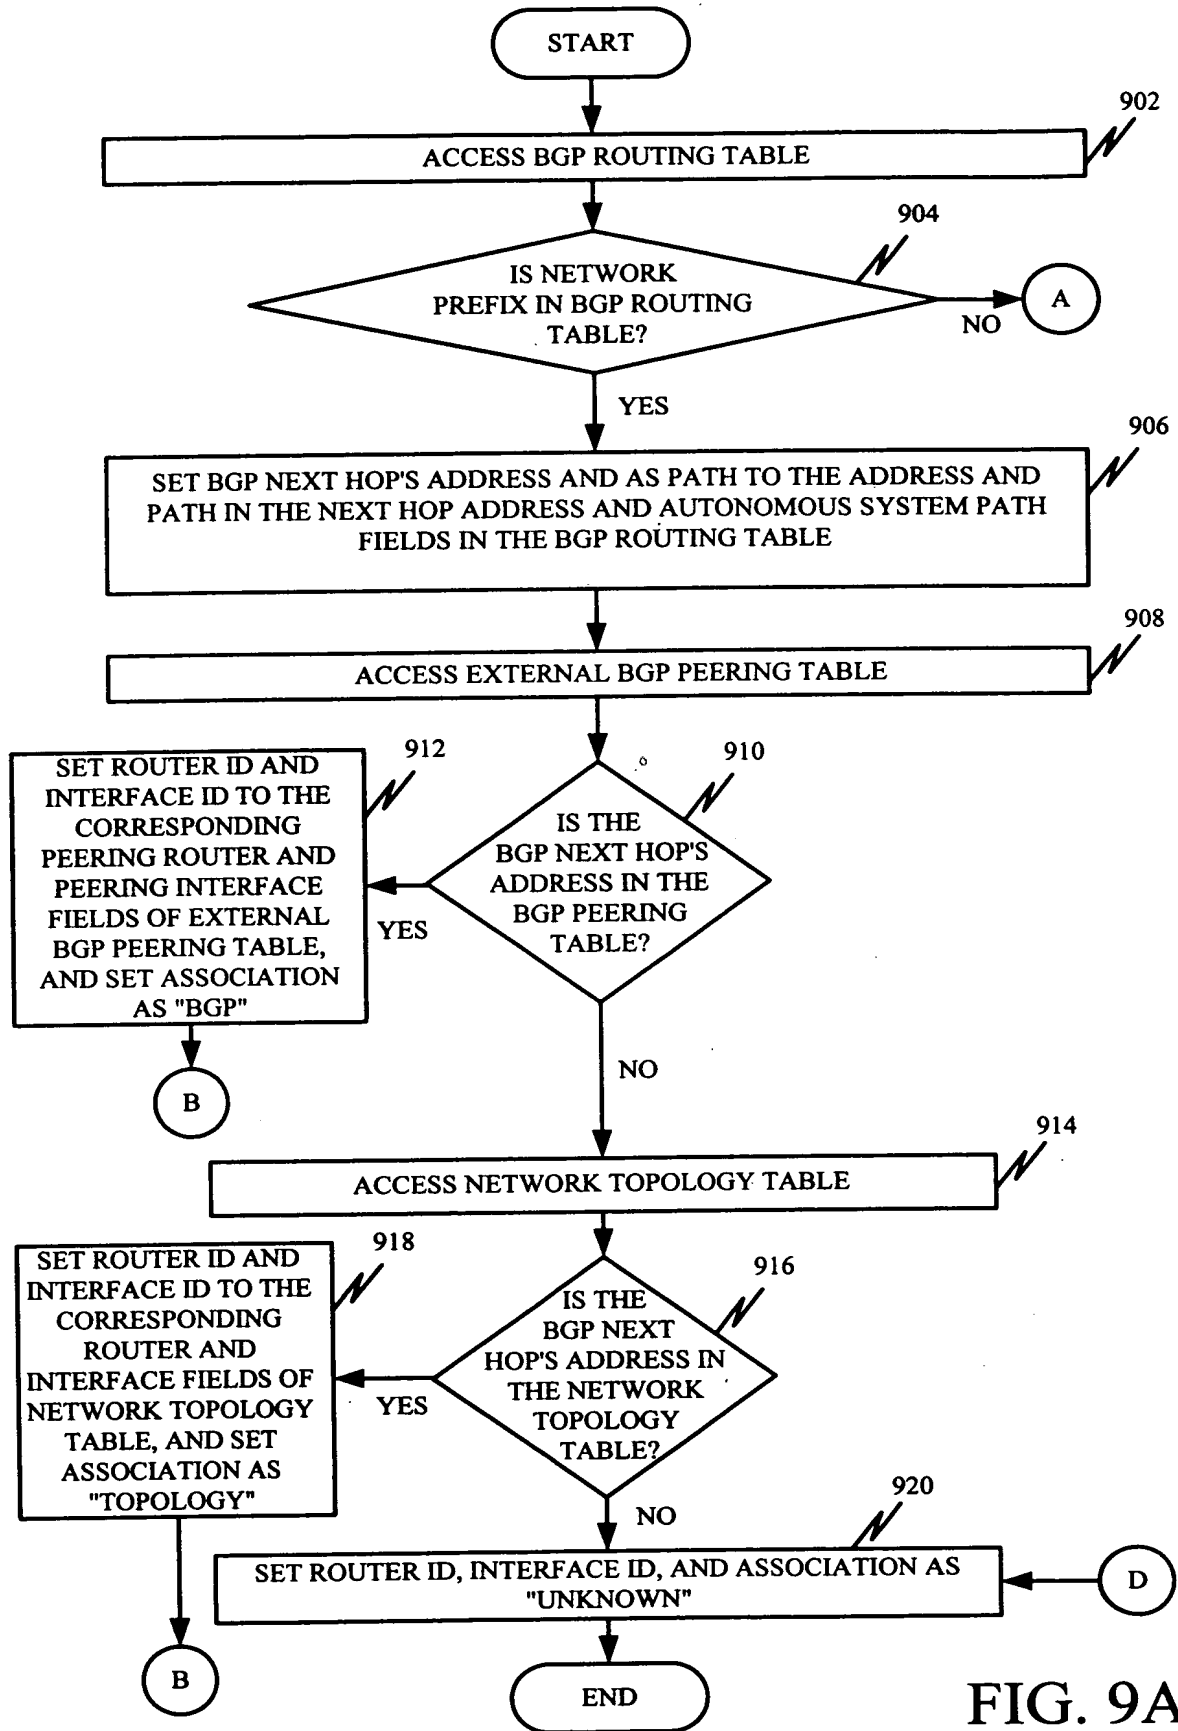 START
902
ACCESS BGP ROUTING TABLE
904
IS NETWORK
PREFIX IN BGP ROUTING
TABLE?
A
NO
YES
906
SET BGP NEXT HOP'S ADDRESS AND AS PATH TO THE ADDRESS AND
PATH IN THE NEXT HOP ADDRESS AND AUTONOMOUS SYSTEM PATH
FIELDS IN THE BGP ROUTING TABLE
908
ACCESS EXTERNAL BGP PEERING TABLE
912
SET ROUTER ID AND
INTERFACE ID TO THE
CORRESPONDING
PEERING ROUTER AND
PEERING INTERFACE
FIELDS OF EXTERNAL
BGP PEERING TABLE,
AND SET ASSOCIATION
AS "BGP"
910
IS THE
BGP NEXT HOP'S
ADDRESS IN THE
BGP PEERING
TABLE?
YES
B
NO
914
ACCESS NETWORK TOPOLOGY TABLE
918
SET ROUTER ID AND
INTERFACE ID TO THE
CORRESPONDING
ROUTER AND
INTERFACE FIELDS OF
NETWORK TOPOLOGY
TABLE, AND SET
ASSOCIATION AS
"TOPOLOGY"
916
IS THE
BGP NEXT
HOP'S ADDRESS IN
THE NETWORK
TOPOLOGY
TABLE?
YES
NO
920
SET ROUTER ID, INTERFACE ID, AND ASSOCIATION AS
"UNKNOWN"
D
B
END
FIG. 9A